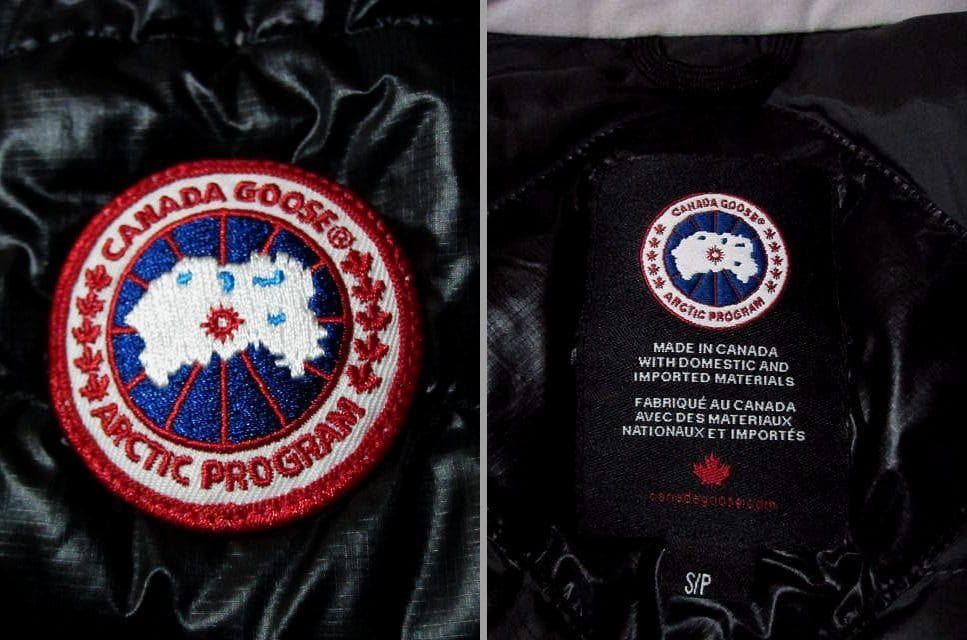 CANADA GOOSE®
ARCTIC PROGRAM
CANADA GOOSE®
ARCTIC PROGRAM
MADE IN CANADA
WITH DOMESTIC AND
IMPORTED MATERIALS
FABRIQUÉ AU CANADA
AVEC DES MATERIAUX
NATIONAUX ET IMPORTÉS
canadagoose.com
S/P